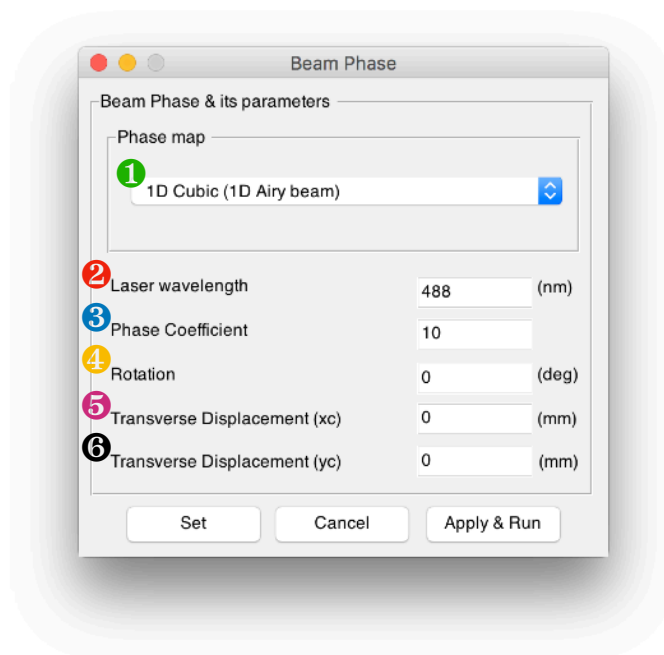 Beam Phase
Beam Phase & its parameters
Phase map
1
1D Cubic (1D Airy beam)
2 Laser wavelength 488 (nm)
3 Phase Coefficient 10
4 Rotation 0 (deg)
5 Transverse Displacement (xc) 0 (mm)
6 Transverse Displacement (yc) 0 (mm)
Set Cancel Apply & Run